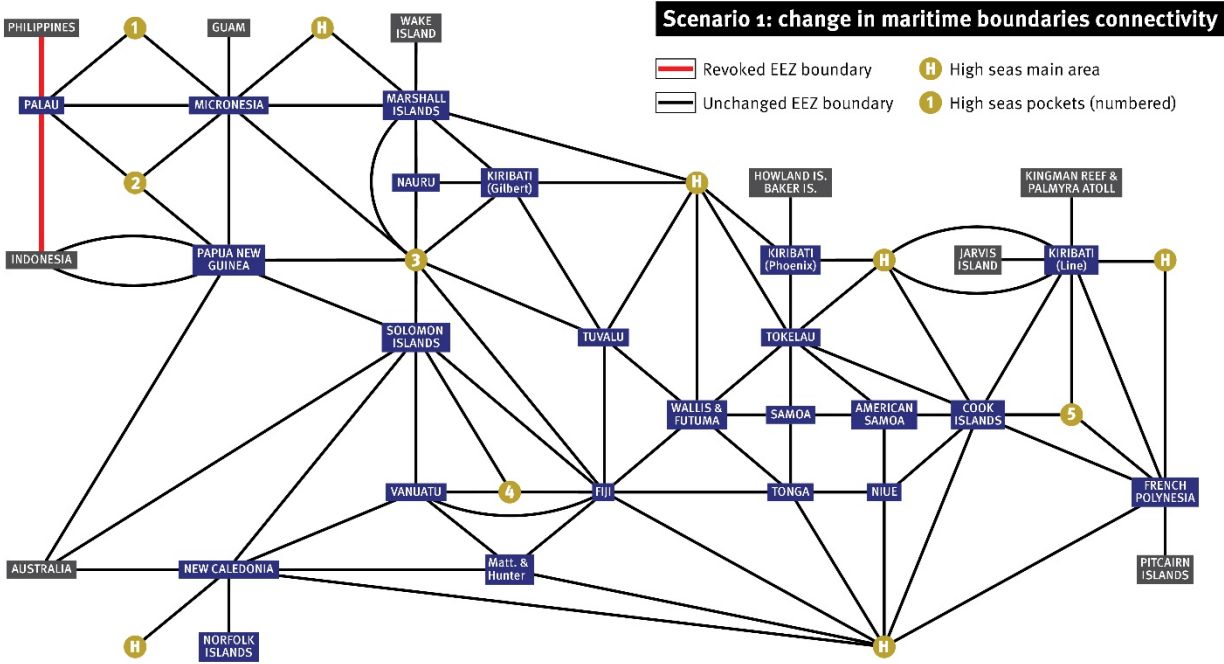 Scenario 1: change in maritime boundaries connectivity
Revoked EEZ boundary
H High seas main area
Unchanged EEZ boundary
1 High seas pockets (numbered)
PHILIPPINES
1
GUAM
H
WAKE
ISLAND
PALAU
MICRONESIA
MARSHALL
ISLANDS
2
NAURU
KIRIBATI
(Gilbert)
H
HOWLAND IS.
BAKER IS.
KINGMAN REEF &
PALMYRA ATOLL
INDONESIA
PAPUA NEW
GUINEA
3
KIRIBATI
(Phoenix)
H
JARVIS
ISLAND
KIRIBATI
(Line)
H
SOLOMON
ISLANDS
TUVALU
TOKELAU
WALLIS &
FUTUMA
SAMOA
AMERICAN
SAMOA
COOK
ISLANDS
5
VANUATU
4
FIJI
TONGA
NIUE
FRENCH
POLYNESIA
AUSTRALIA
NEW CALEDONIA
Matt. &
Hunter
PITCAIRN
ISLANDS
H
NORFOLK
ISLANDS
H